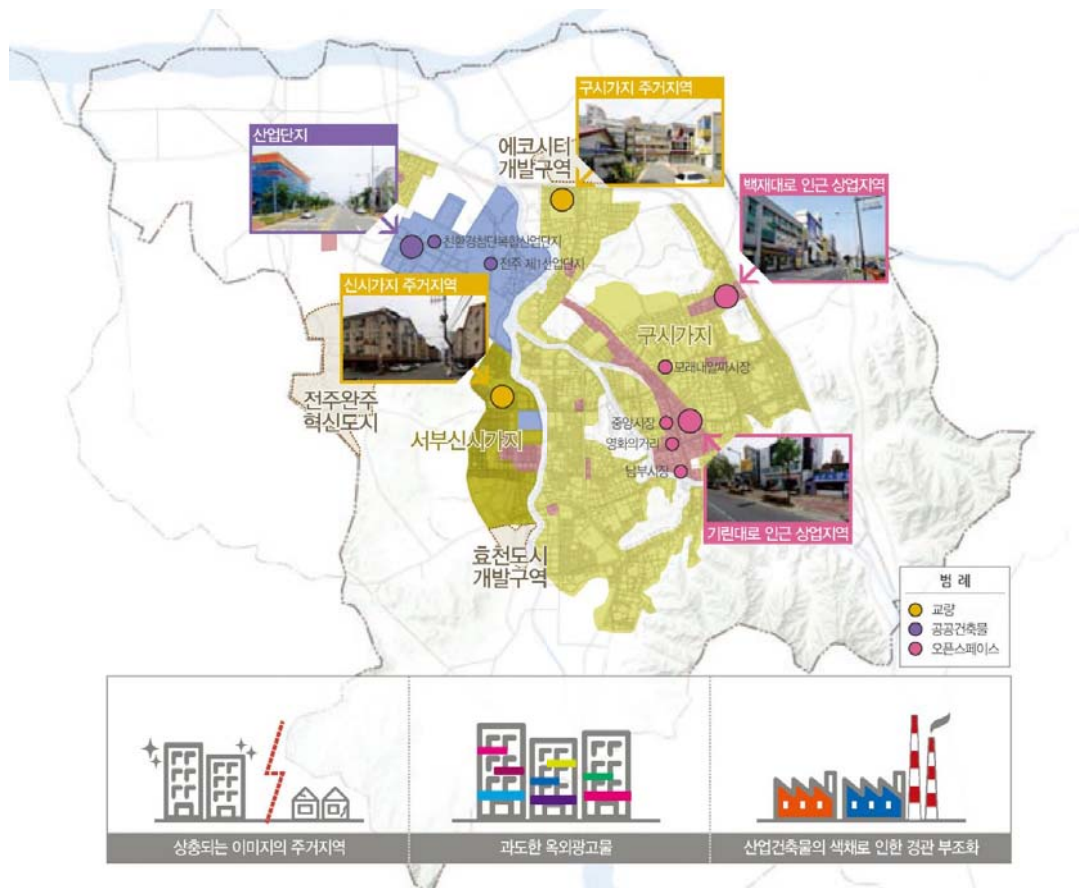 구시가지 주거지역
산업단지
에코시티
개발구역
백재대로 인근 상업지역
친환경첨단복합산업단지
전주 제1산업단지
신시가지 주거지역
구시가지
모래내알짜시장
전주완주
혁신도시
서부신시가지
중앙시장
영화의거리
남부시장
기린대로 인근 상업지역
효천도시
개발구역
범 례
교량
공공건축물
오픈스페이스
상충되는 이미지의 주거지역
과도한 옥외광고물
산업건축물의 색채로 인한 경관 부조화